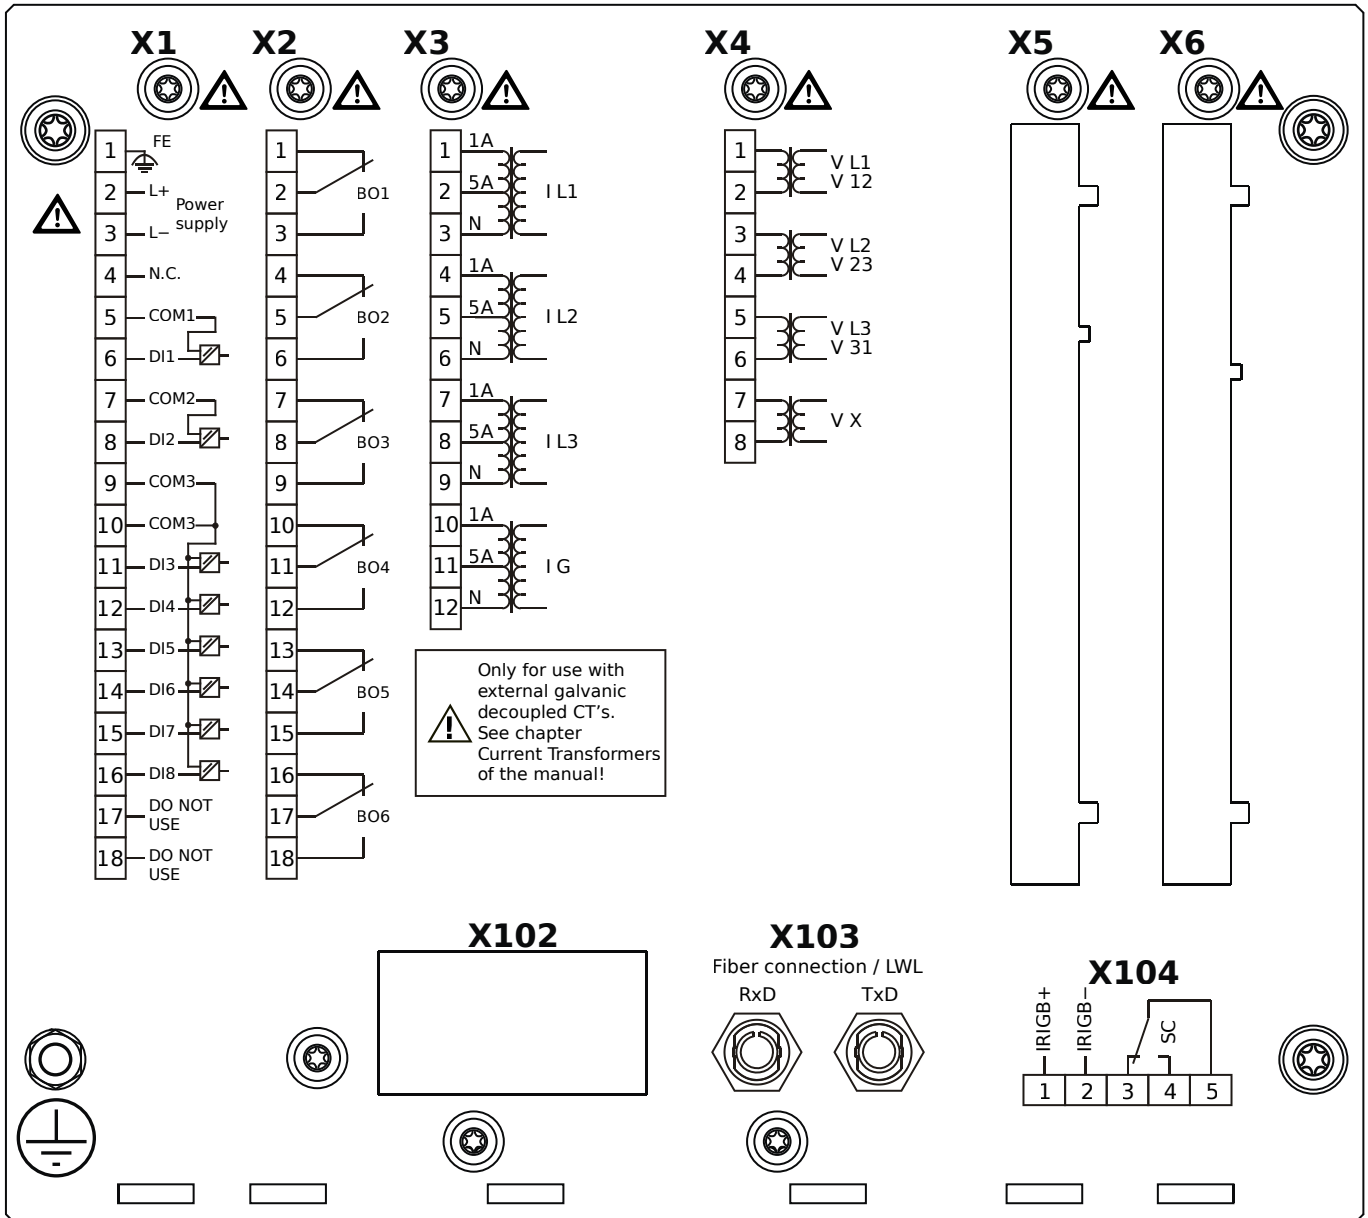 X1
X2
X3
X4
X5
X6
1
FE
2
L+
Power
supply
3
L−
4
N.C.
5
COM1
6
DI1
7
COM2
8
DI2
9
COM3
10
COM3
11
DI3
12
DI4
13
DI5
14
DI6
15
DI7
16
DI8
17
DO NOT
USE
18
DO NOT
USE
1
2
BO1
3
4
5
BO2
6
7
8
BO3
9
10
11
BO4
12
13
14
BO5
15
16
17
BO6
18
1
1A
2
5A
I L1
3
N
4
1A
5
5A
I L2
6
N
7
1A
8
5A
I L3
9
N
10
1A
11
5A
I G
12
N
Only for use with
external galvanic
decoupled CT's.
See chapter
Current Transformers
of the manual!
1
2
V L1
V 12
3
4
V L2
V 23
5
6
V L3
V 31
7
8
V X
X102
X103
Fiber connection / LWL
RxD
TxD
X104
IRIGB+
IRIGB−
SC
1
2
3
4
5